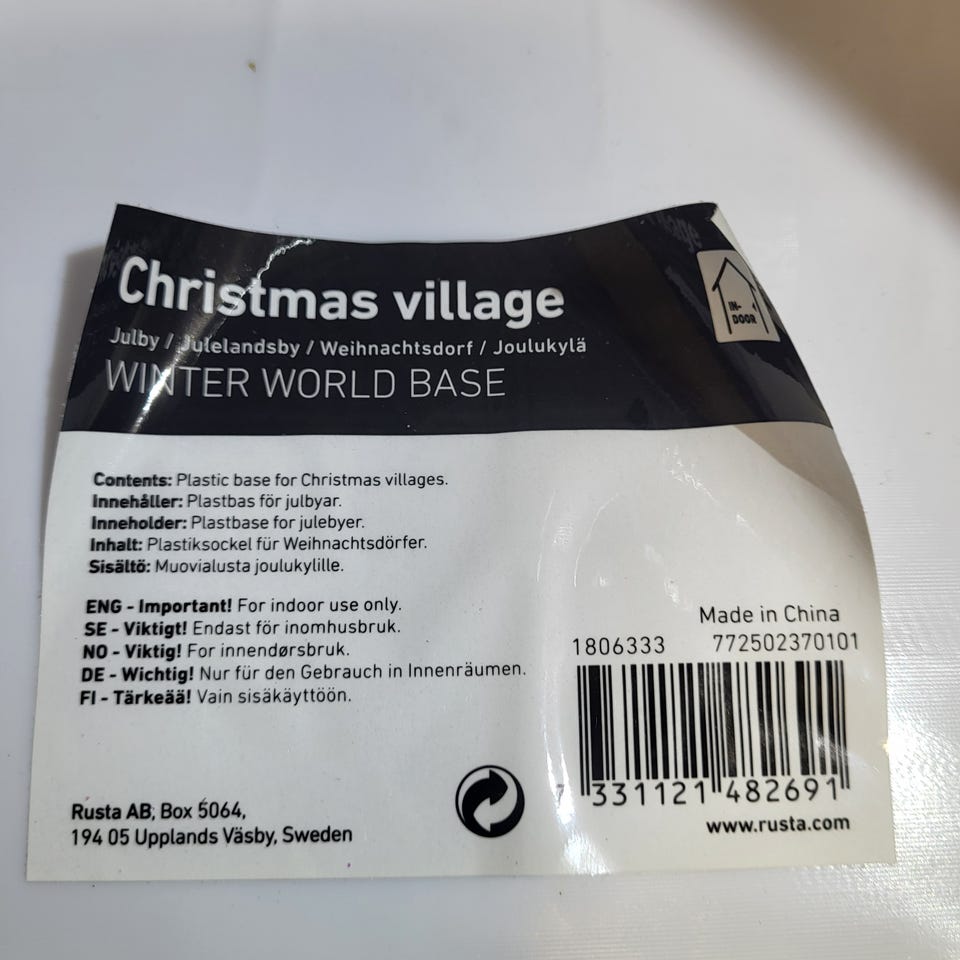 Christmas village
IN-
DOOR
Julby / Julelandsby / Weihnachtsdorf / Joulukylä
WINTER WORLD BASE
Contents: Plastic base for Christmas villages.
Innehåller: Plastbas för julbyar.
Inneholder: Plastbase for julebyer.
Inhalt: Plastiksockel für Weihnachtsdörfer.
Sisältö: Muovialusta joulukylille.
ENG - Important! For indoor use only.
SE - Viktigt! Endast för inomhusbruk.
NO - Viktig! For innendørsbruk.
DE - Wichtig! Nur für den Gebrauch in Innenräumen.
FI - Tärkeää! Vain sisäkäyttöön.
Made in China
1806333 772502370101
7 331121 482691
www.rusta.com
Rusta AB, Box 5064,
194 05 Upplands Väsby, Sweden